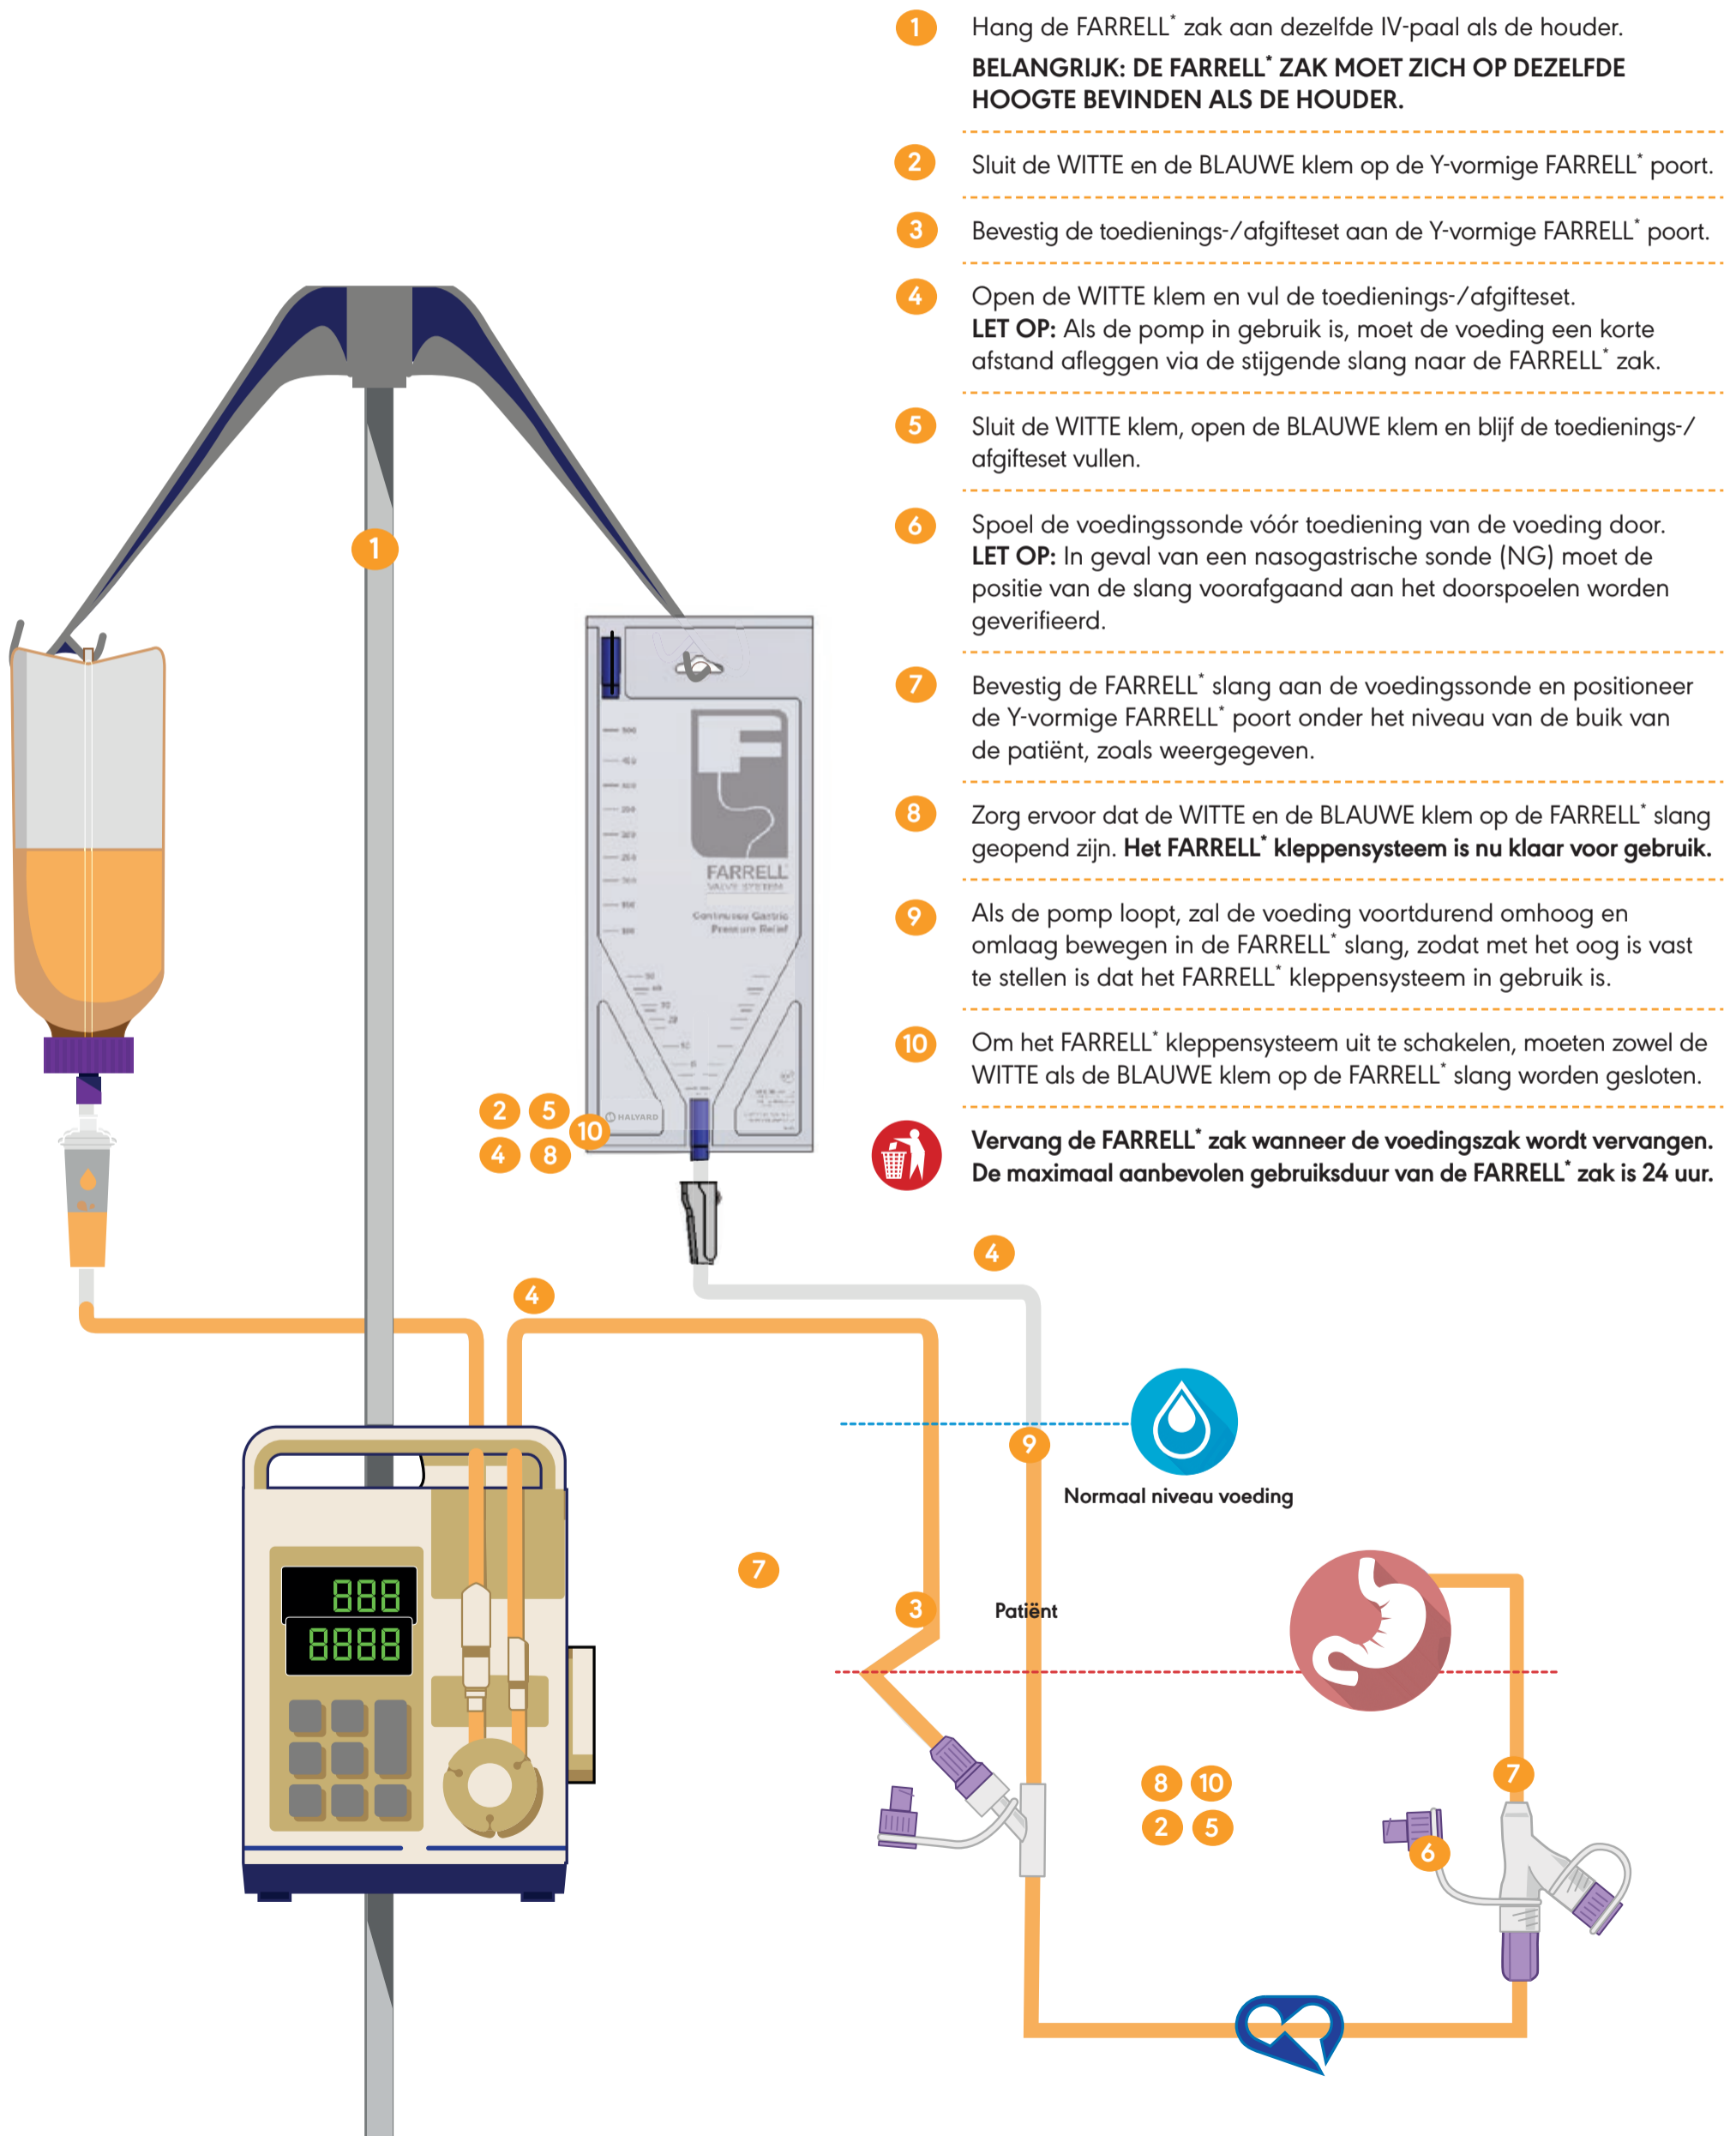 1 Hang de FARRELL* zak aan dezelfde IV-paal als de houder.
BELANGRIJK: DE FARRELL* ZAK MOET ZICH OP DEZELFDE
HOOGTE BEVINDEN ALS DE HOUDER.
2 Sluit de WITTE en de BLAUWE klem op de Y-vormige FARRELL* poort.
3 Bevestig de toedienings-/afgifteset aan de Y-vormige FARRELL* poort.
4 Open de WITTE klem en vul de toedienings-/afgifteset.
LET OP: Als de pomp in gebruik is, moet de voeding een korte
afstand afleggen via de stijgende slang naar de FARRELL* zak.
5 Sluit de WITTE klem, open de BLAUWE klem en blijf de toedienings-/
afgifteset vullen.
6 Spoel de voedingssonde vóór toediening van de voeding door.
LET OP: In geval van een nasogastrische sonde (NG) moet de
positie van de slang voorafgaand aan het doorspoelen worden
geverifieerd.
7 Bevestig de FARRELL* slang aan de voedingssonde en positioneer
de Y-vormige FARRELL* poort onder het niveau van de buik van
de patiënt, zoals weergegeven.
8 Zorg ervoor dat de WITTE en de BLAUWE klem op de FARRELL* slang
geopend zijn. Het FARRELL* kleppensysteem is nu klaar voor gebruik.
9 Als de pomp loopt, zal de voeding voortdurend omhoog en
omlaag bewegen in de FARRELL* slang, zodat met het oog is vast
te stellen is dat het FARRELL* kleppensysteem in gebruik is.
10 Om het FARRELL* kleppensysteem uit te schakelen, moeten zowel de
WITTE als de BLAUWE klem op de FARRELL* slang worden gesloten.
Vervang de FARRELL* zak wanneer de voedingszak wordt vervangen.
De maximaal aanbevolen gebruiksduur van de FARRELL* zak is 24 uur.
1
500
FARRELL
VALVE SYSTEM
Continuous Gastric
Pressure Relief
HALYARD
2 5
10
4 8
4
4
9
Normaal niveau voeding
7
3
Patiënt
888
8888
8 10
2 5
7
6